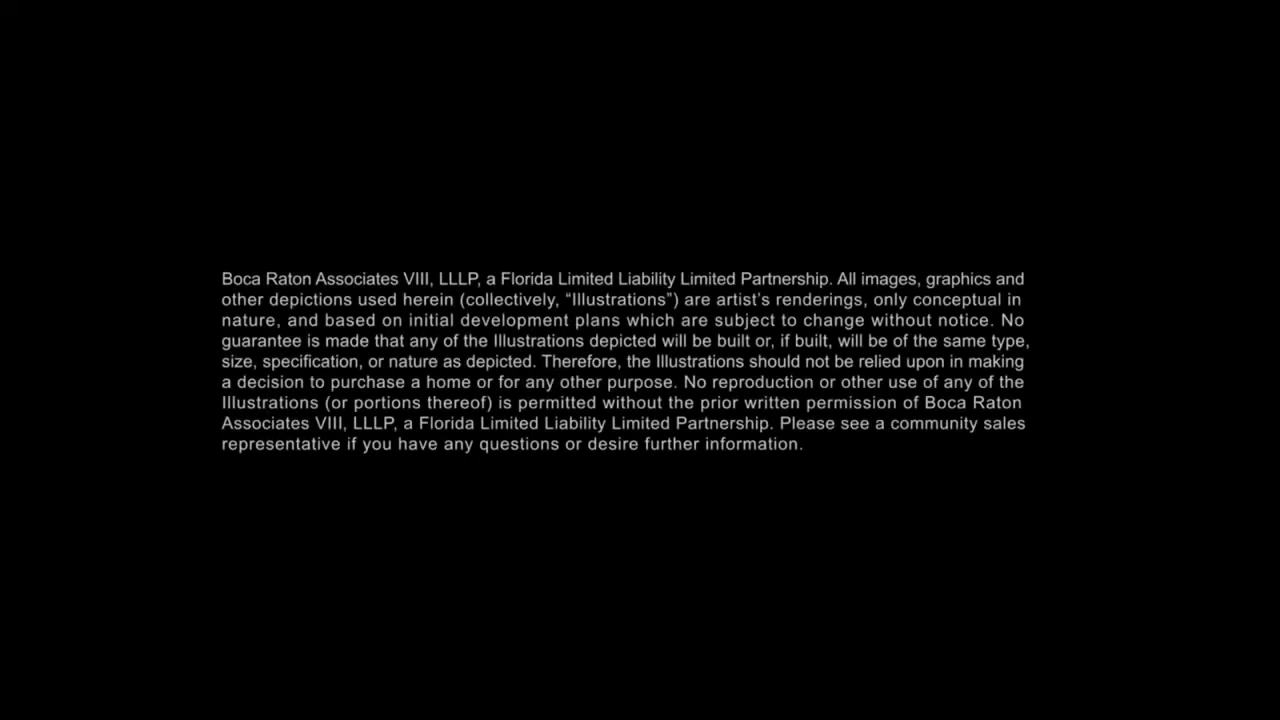 Boca Raton Associates VIII, LLLP, a Florida Limited Liability Limited Partnership. All images, graphics and
other depictions used herein (collectively, “Illustrations”) are artist’s renderings, only conceptual in
nature, and based on initial development plans which are subject to change without notice. No
guarantee is made that any of the Illustrations depicted will be built or, if built, will be of the same type,
size, specification, or nature as depicted. Therefore, the Illustrations should not be relied upon in making
a decision to purchase a home or for any other purpose. No reproduction or other use of any of the
Illustrations (or portions thereof) is permitted without the prior written permission of Boca Raton
Associates VIII, LLLP, a Florida Limited Liability Limited Partnership. Please see a community sales
representative if you have any questions or desire further information.